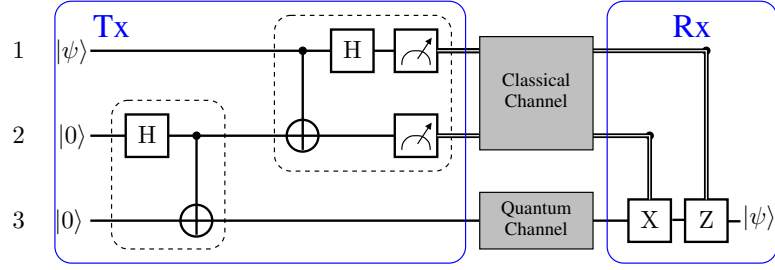 Tx
Rx
1
|ψ⟩
H
Classical
Channel
2
|0⟩
H
3
|0⟩
Quantum
Channel
X
Z
|ψ⟩